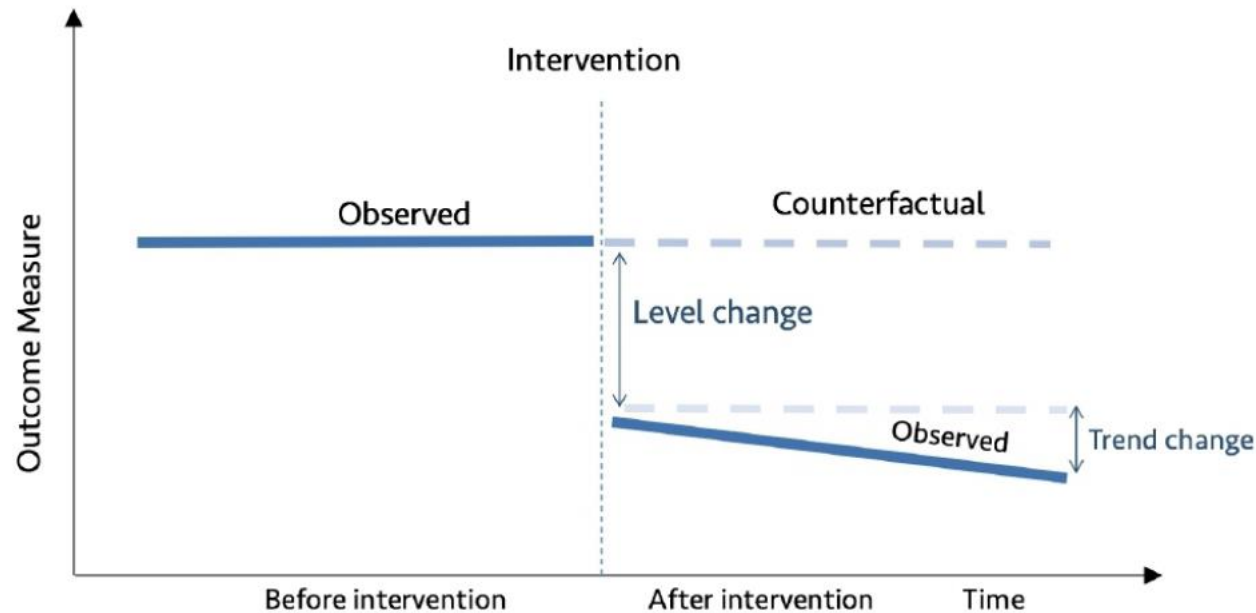 Intervention
Observed
Counterfactual
Level change
Observed
Trend change
Outcome Measure
Before intervention
After intervention
Time